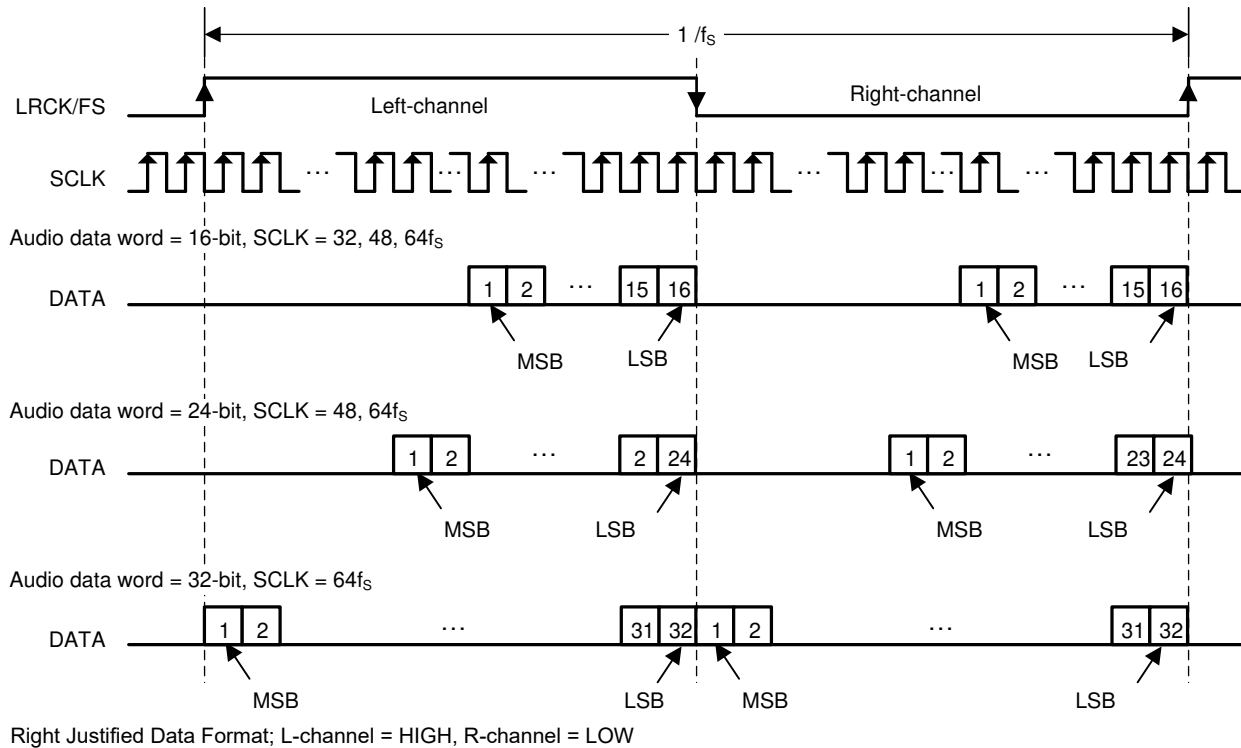 1 /fS
LRCK/FS Left-channel Right-channel
SCLK ... ... ... ... ... ...
Audio data word = 16-bit, SCLK = 32, 48, 64fS
DATA 1 2 ... 15 16 1 2 ... 15 16
MSB LSB MSB LSB
Audio data word = 24-bit, SCLK = 48, 64fS
DATA 1 2 ... 2 24 1 2 ... 23 24
MSB LSB MSB LSB
Audio data word = 32-bit, SCLK = 64fS
DATA 1 2 ... 31 32 1 2 ... 31 32
MSB LSB MSB LSB
Right Justified Data Format; L-channel = HIGH, R-channel = LOW